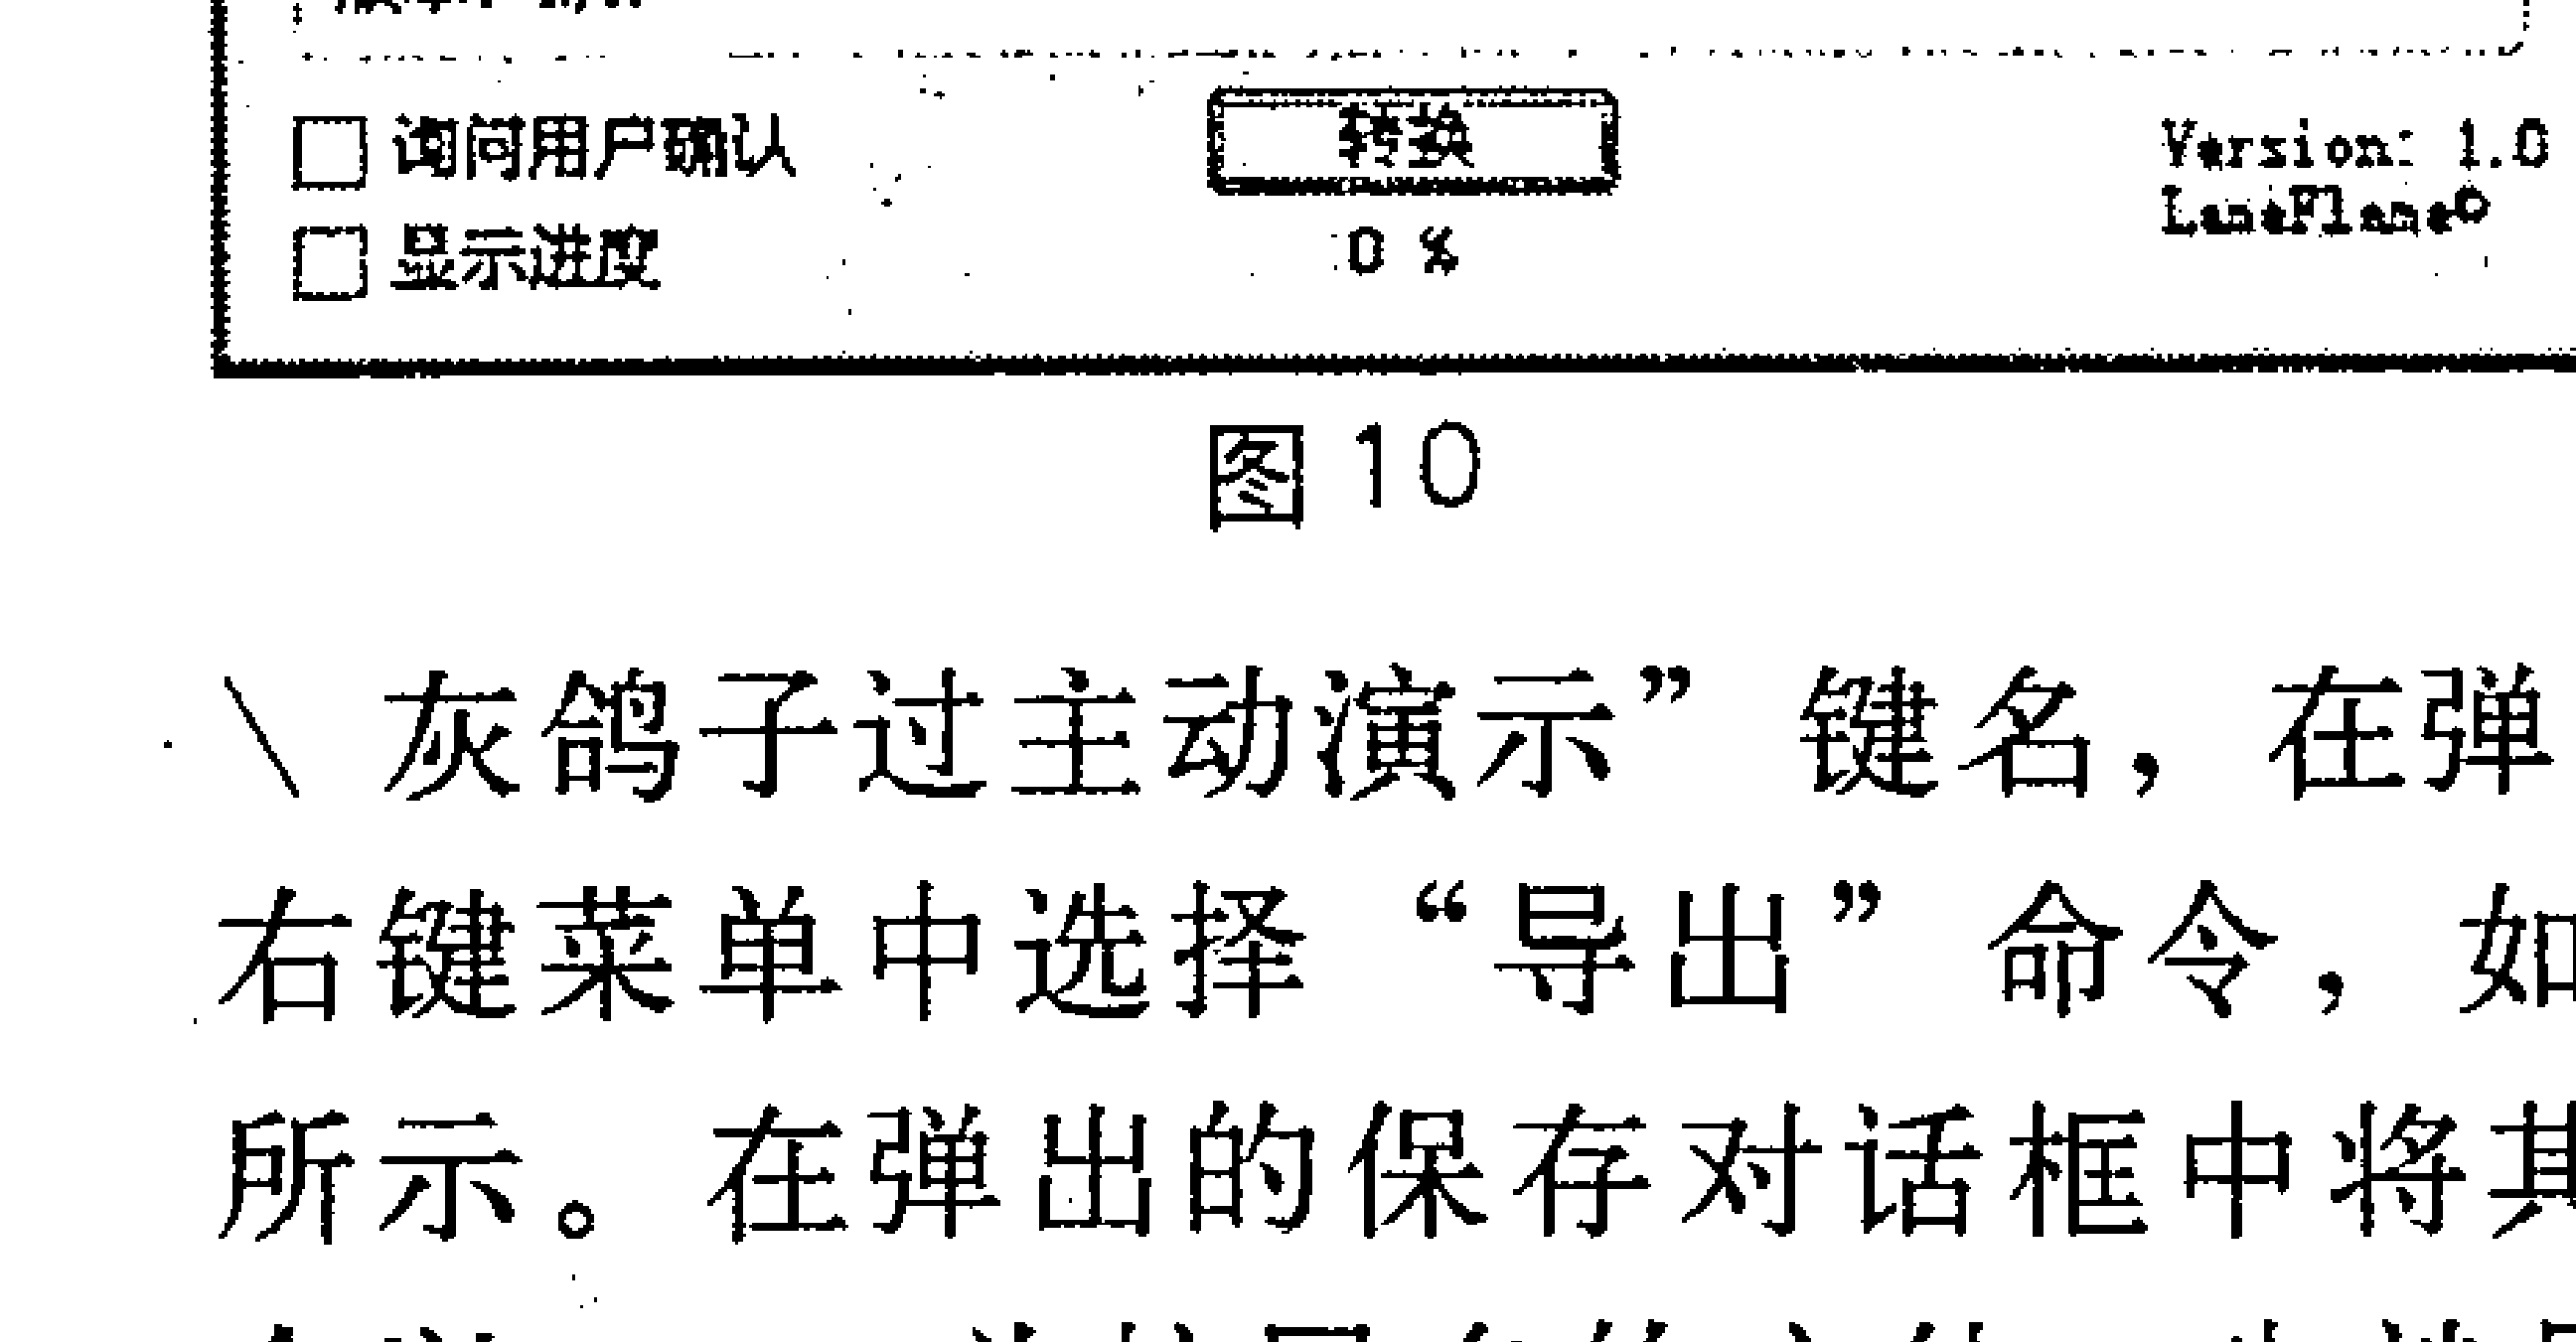 询问用户确认
转换
Version: 1.0
显示进度
0 %
图 10
\ 灰鸽子过主动演示” 键名，在弹
右键菜单中选择 “导出” 命令，如
所示。在弹出的保存对话框中将其